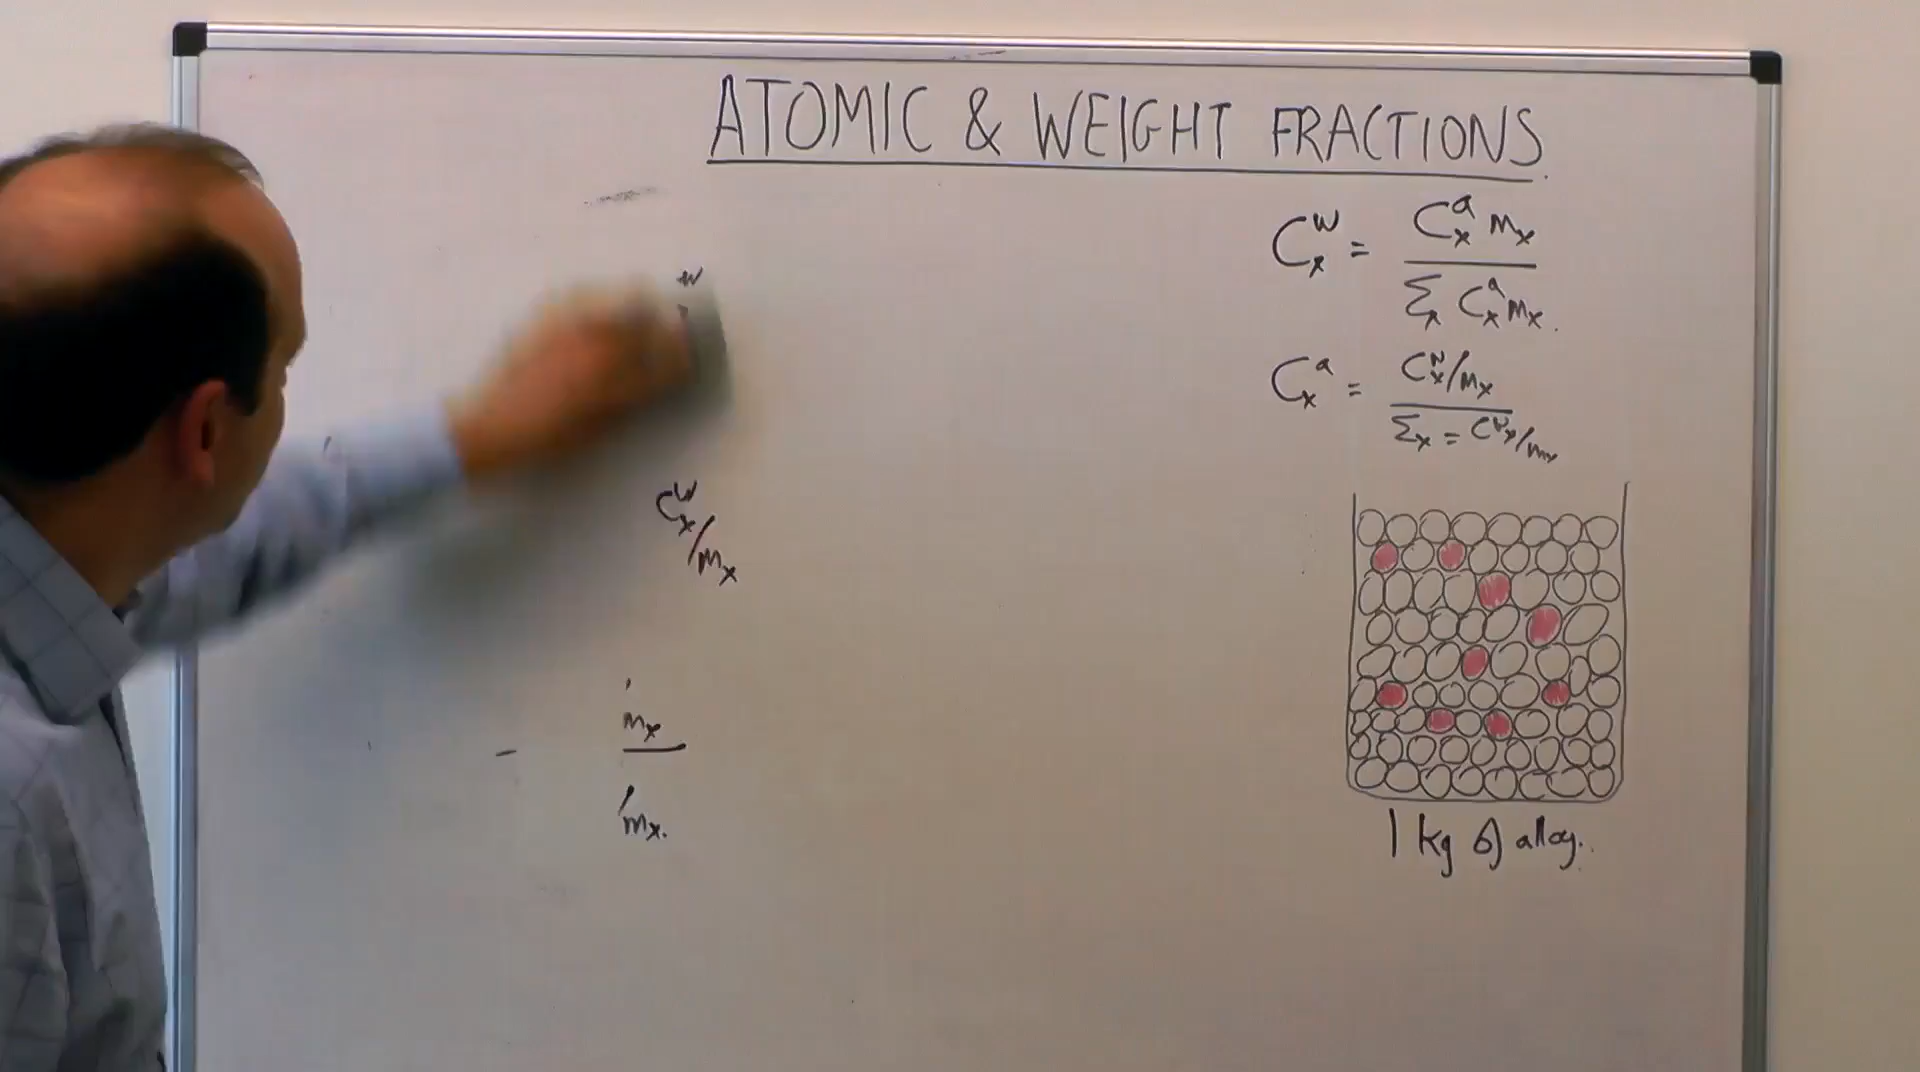 ATOMIC & WEIGHT FRACTIONS.
C_x^w = C_x^a m_x / Σ_x C_x^a m_x.
C_x^a = C_x^w/m_x / Σ_x = C_x^w/m_x
w
C_x^w/m_x
m_x
m_x.
1 kg of alloy.